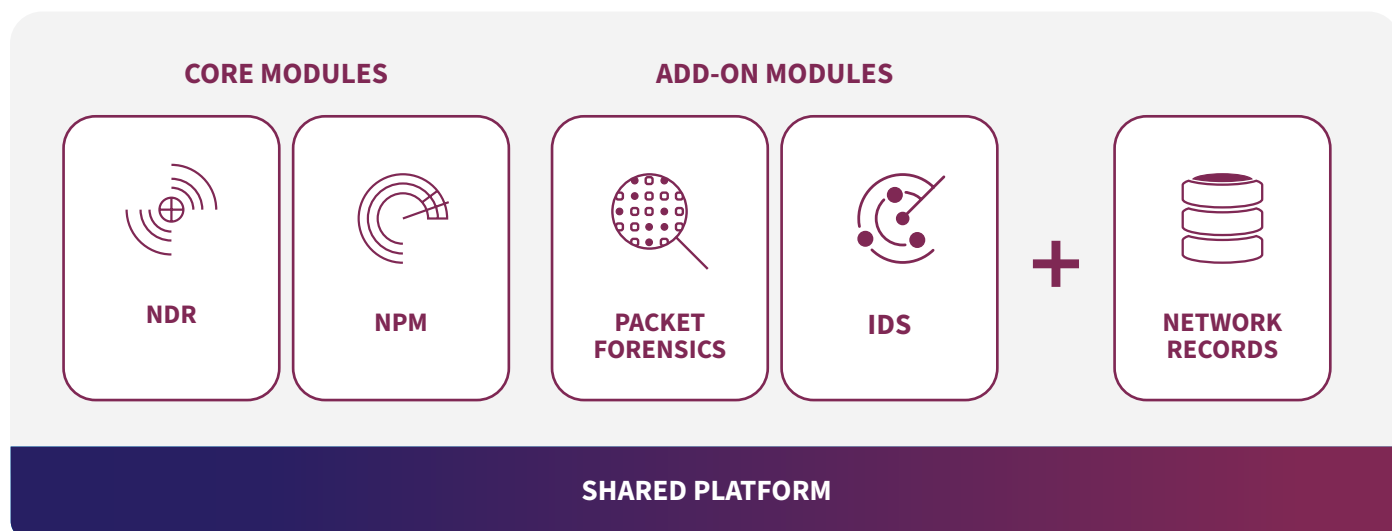 CORE MODULES
ADD-ON MODULES
NDR
NPM
PACKET
FORENSICS
IDS
NETWORK
RECORDS
SHARED PLATFORM